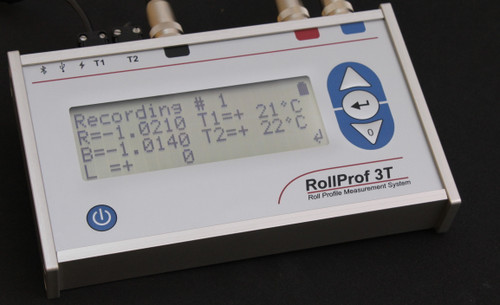 T1 T2
Recording # 1
R=-1.0210 T1=+ 21°C
B=-1.0140 T2=+ 22°C
L =+ 0
0
RollProf 3T
Roll Profile Measurement System